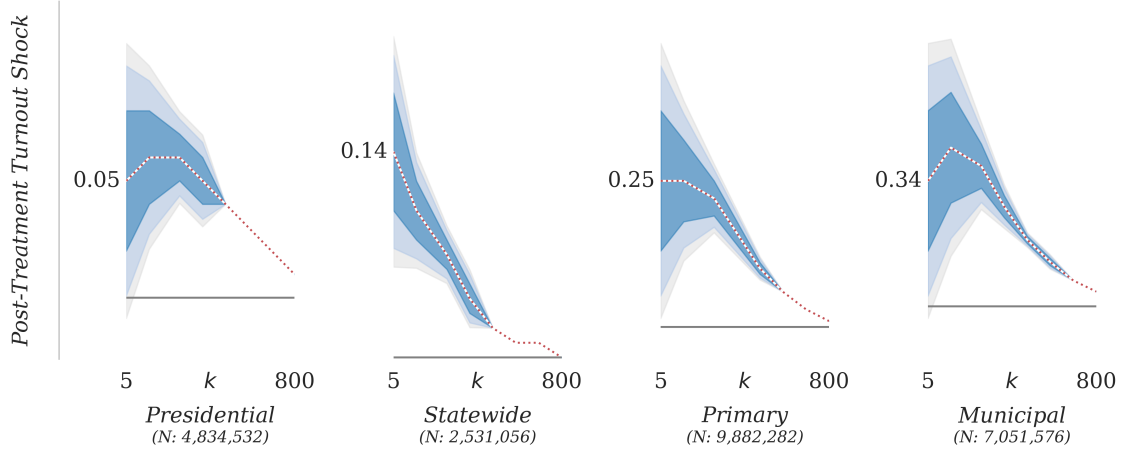 Post-Treatment Turnout Shock
0.05
0.14
0.25
0.34
5 k 800
5 k 800
5 k 800
5 k 800
Presidential
(N: 4,834,532)
Statewide
(N: 2,531,056)
Primary
(N: 9,882,282)
Municipal
(N: 7,051,576)